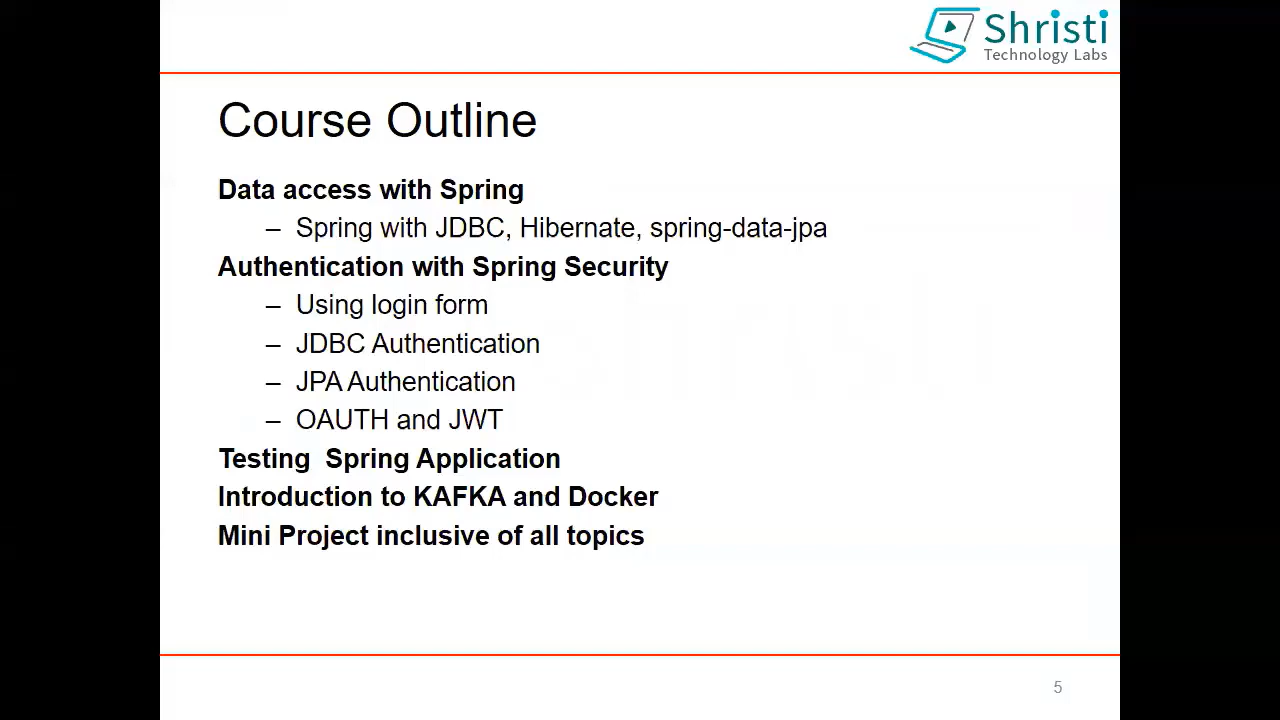 Shristi
Technology Labs
Course Outline
Data access with Spring
– Spring with JDBC, Hibernate, spring-data-jpa
Authentication with Spring Security
– Using login form
– JDBC Authentication
– JPA Authentication
– OAUTH and JWT
Testing  Spring Application
Introduction to KAFKA and Docker
Mini Project inclusive of all topics
5